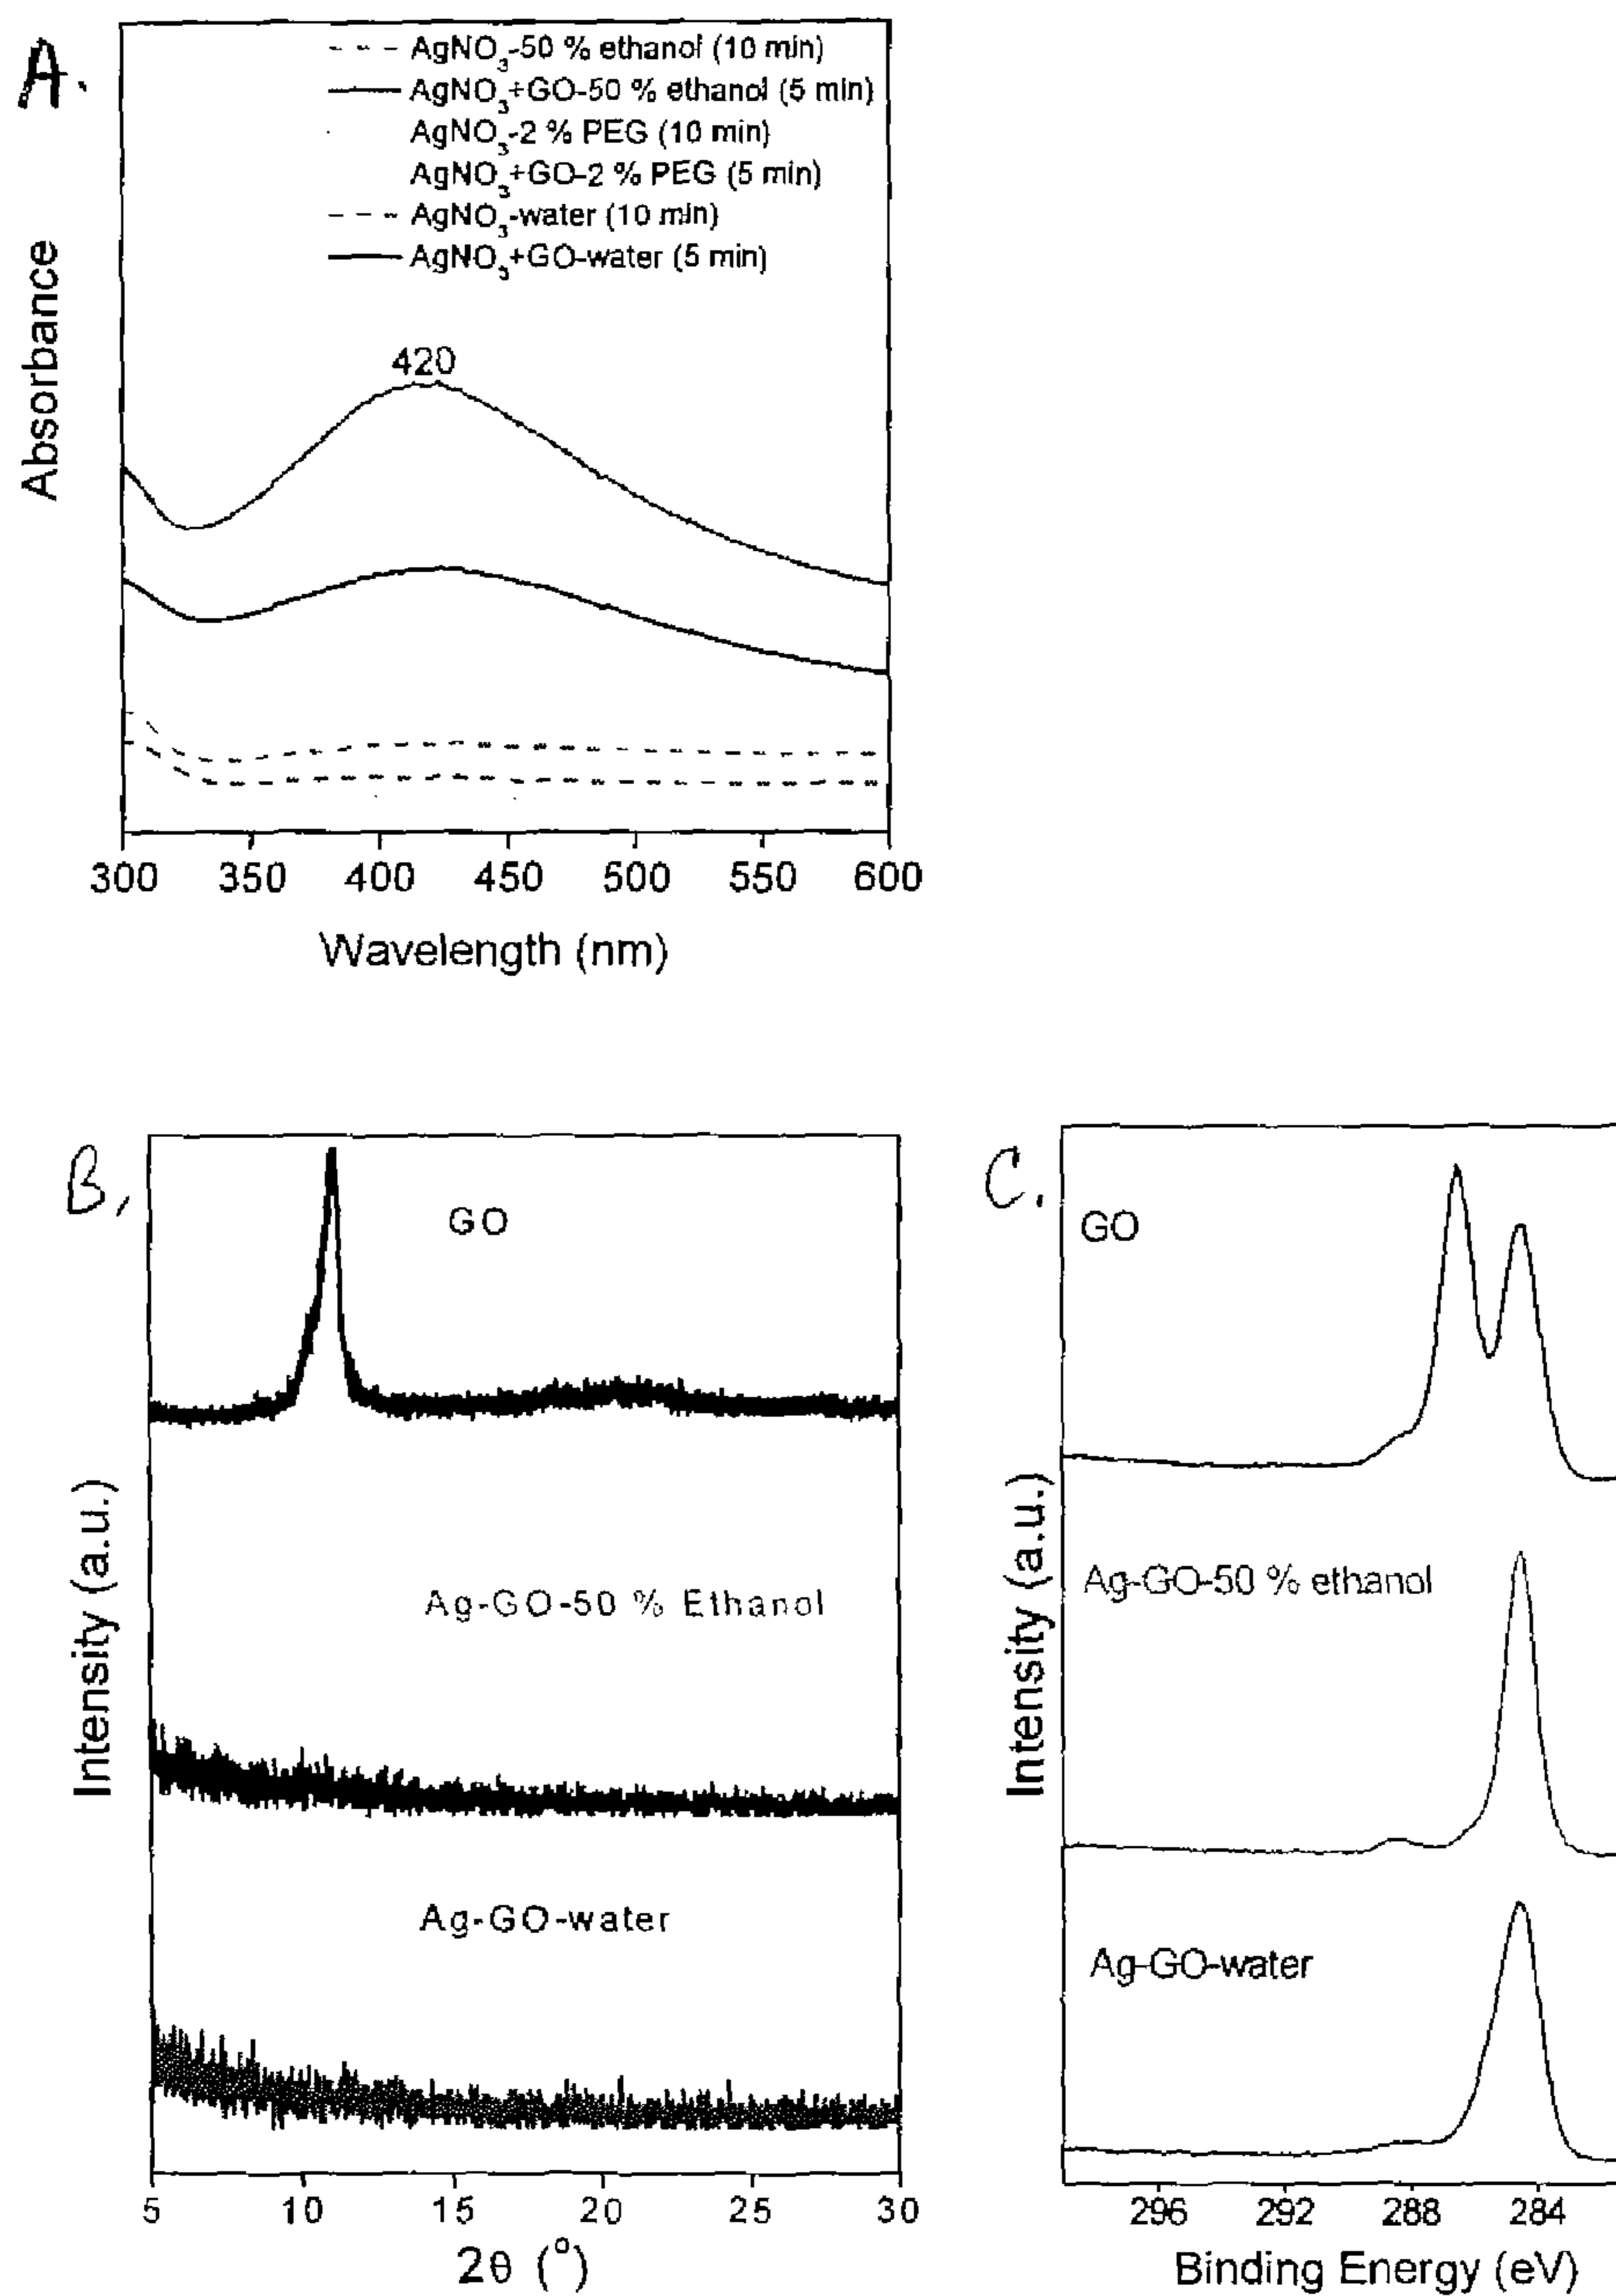 A.
AgNO3-50 % ethanol (10 min)
AgNO3+GO-50 % ethanol (5 min)
AgNO3-2 % PEG (10 min)
AgNO3+GO-2 % PEG (5 min)
AgNO3-water (10 min)
AgNO3+GO-water (5 min)
Absorbance
420
300 350 400 450 500 550 600
Wavelength (nm)
B,
GO
Ag-GO-50 % Ethanol
Ag-GO-water
Intensity (a.u.)
5 10 15 20 25 30
2θ (°)
C.
GO
Ag-GO-50 % ethanol
Ag-GO-water
Intensity (a.u.)
296 292 288 284
Binding Energy (eV)